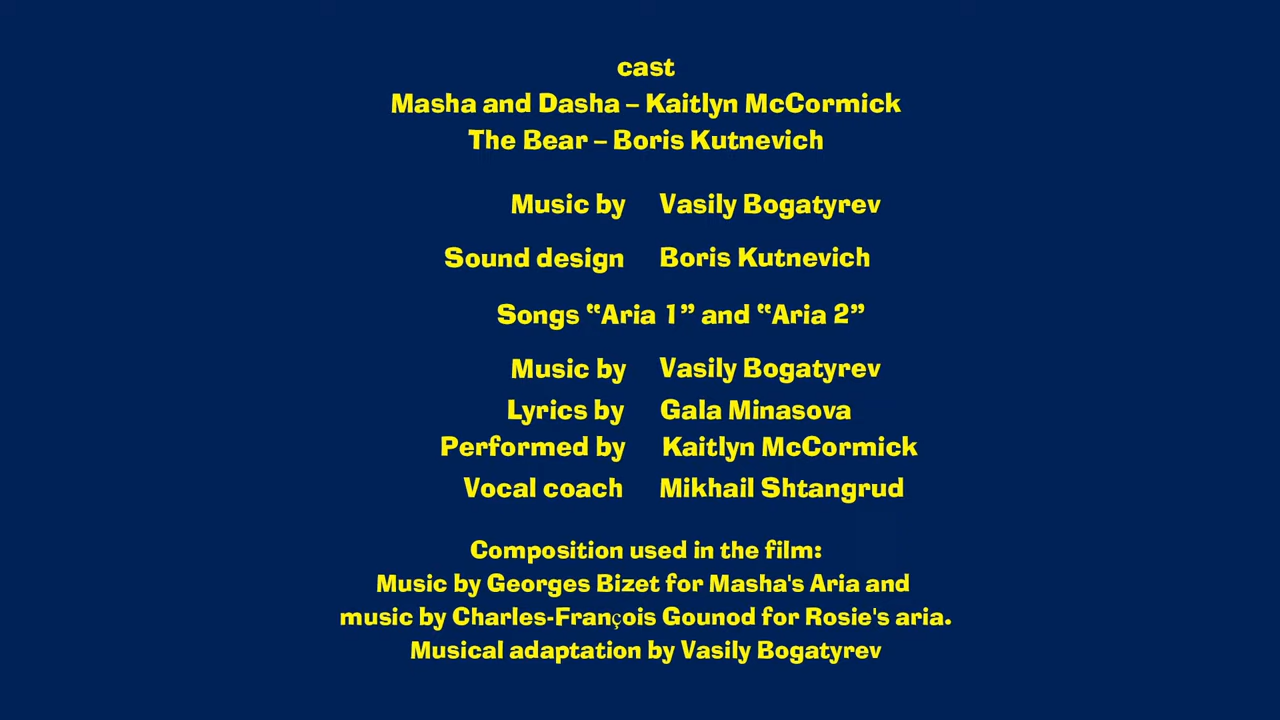 cast
Masha and Dasha – Kaitlyn McCormick
The Bear – Boris Kutnevich
Music by Vasily Bogatyrev
Sound design Boris Kutnevich
Songs “Aria 1” and “Aria 2”
Music by Vasily Bogatyrev
Lyrics by Gala Minasova
Performed by Kaitlyn McCormick
Vocal coach Mikhail Shtangrud
Composition used in the film:
Music by Georges Bizet for Masha's Aria and
music by Charles-François Gounod for Rosie's aria.
Musical adaptation by Vasily Bogatyrev